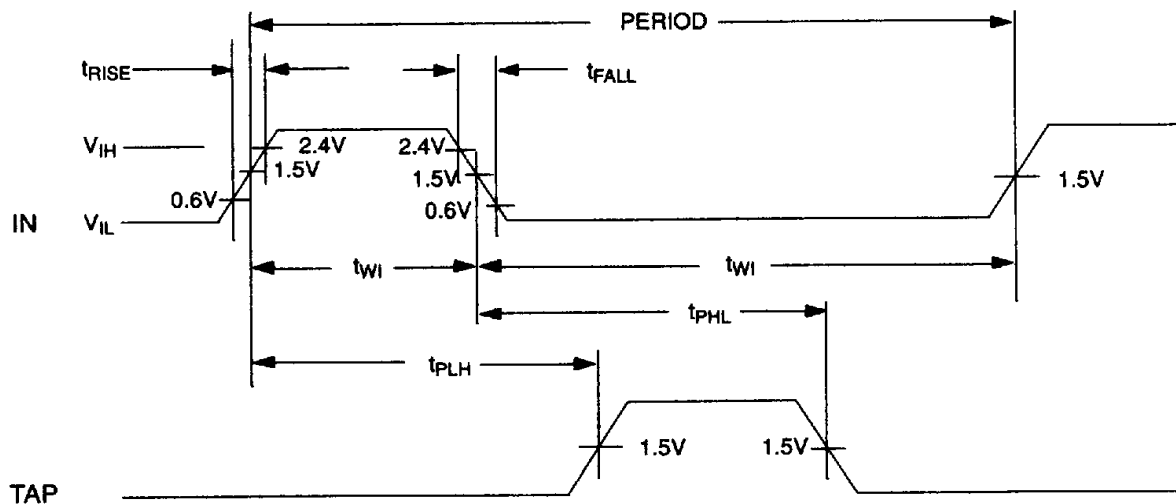 PERIOD
tRISE
tFALL
VIH
2.4V
2.4V
1.5V
1.5V
1.5V
0.6V
0.6V
IN
VIL
tWI
tWI
tPHL
tPLH
1.5V
1.5V
TAP